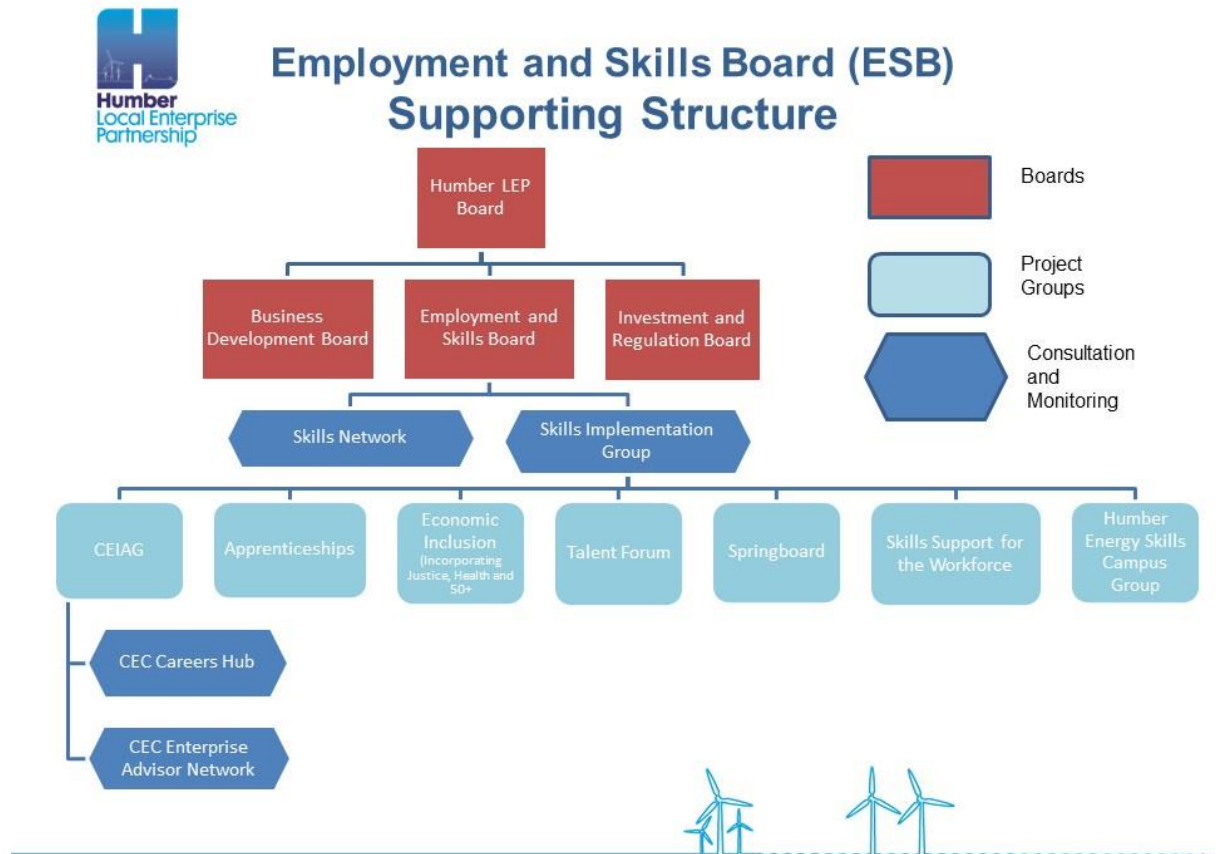 Humber
Local Enterprise
Partnership
Employment and Skills Board (ESB)
Supporting Structure
Humber LEP
Board
Boards
Project
Groups
Consultation
and
Monitoring
Business
Development Board
Employment and
Skills Board
Investment and
Regulation Board
Skills Network
Skills Implementation
Group
CEIAG
Apprenticeships
Economic
Inclusion
(Incorporating
Justice, Health and
50+
Talent Forum
Springboard
Skills Support for
the Workforce
Humber
Energy Skills
Campus
Group
CEC Careers Hub
CEC Enterprise
Advisor Network